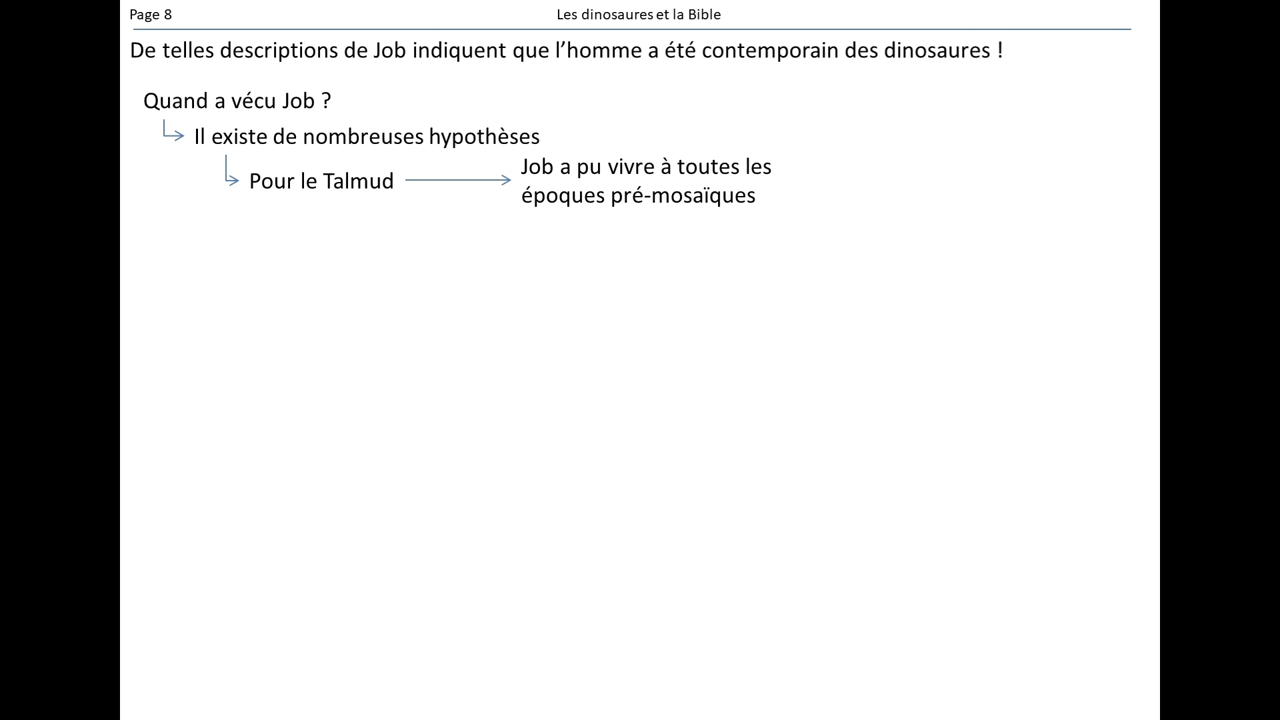 Page 8
Les dinosaures et la Bible
De telles descriptions de Job indiquent que l’homme a été contemporain des dinosaures !
Quand a vécu Job ?
Il existe de nombreuses hypothèses
Pour le Talmud
Job a pu vivre à toutes les
époques pré-mosaïques